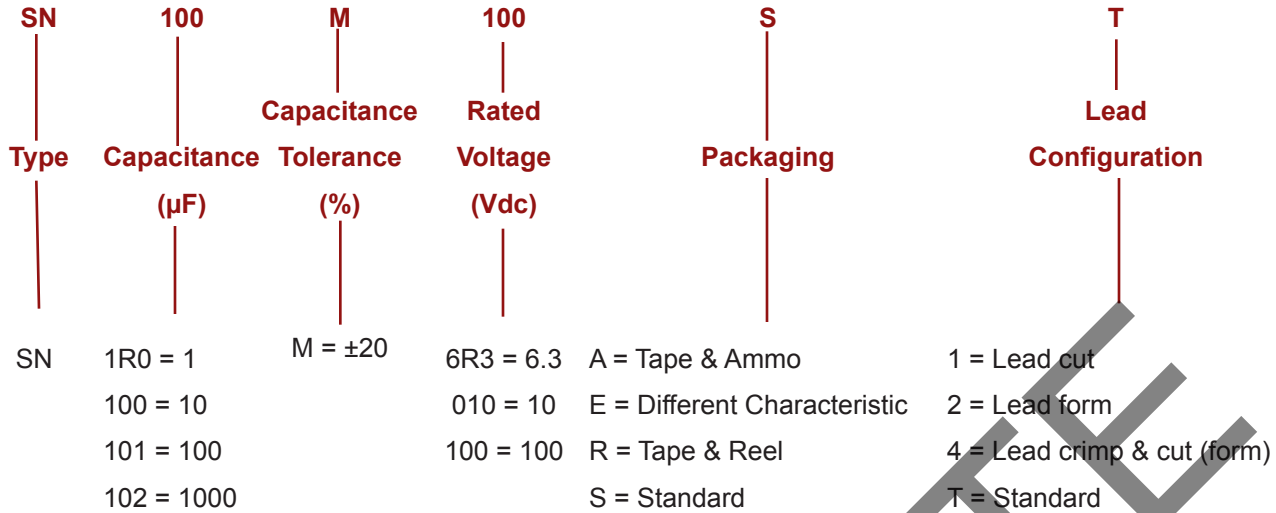 SN 100 M 100 S T
Capacitance Rated Lead
Type Capacitance Tolerance Voltage Packaging Configuration
(µF) (%) (Vdc)
SN 1R0 = 1 M = ±20 6R3 = 6.3 A = Tape & Ammo 1 = Lead cut
100 = 10 010 = 10 E = Different Characteristic 2 = Lead form
101 = 100 100 = 100 R = Tape & Reel 4 = Lead crimp & cut (form)
102 = 1000 S = Standard T = Standard
TE